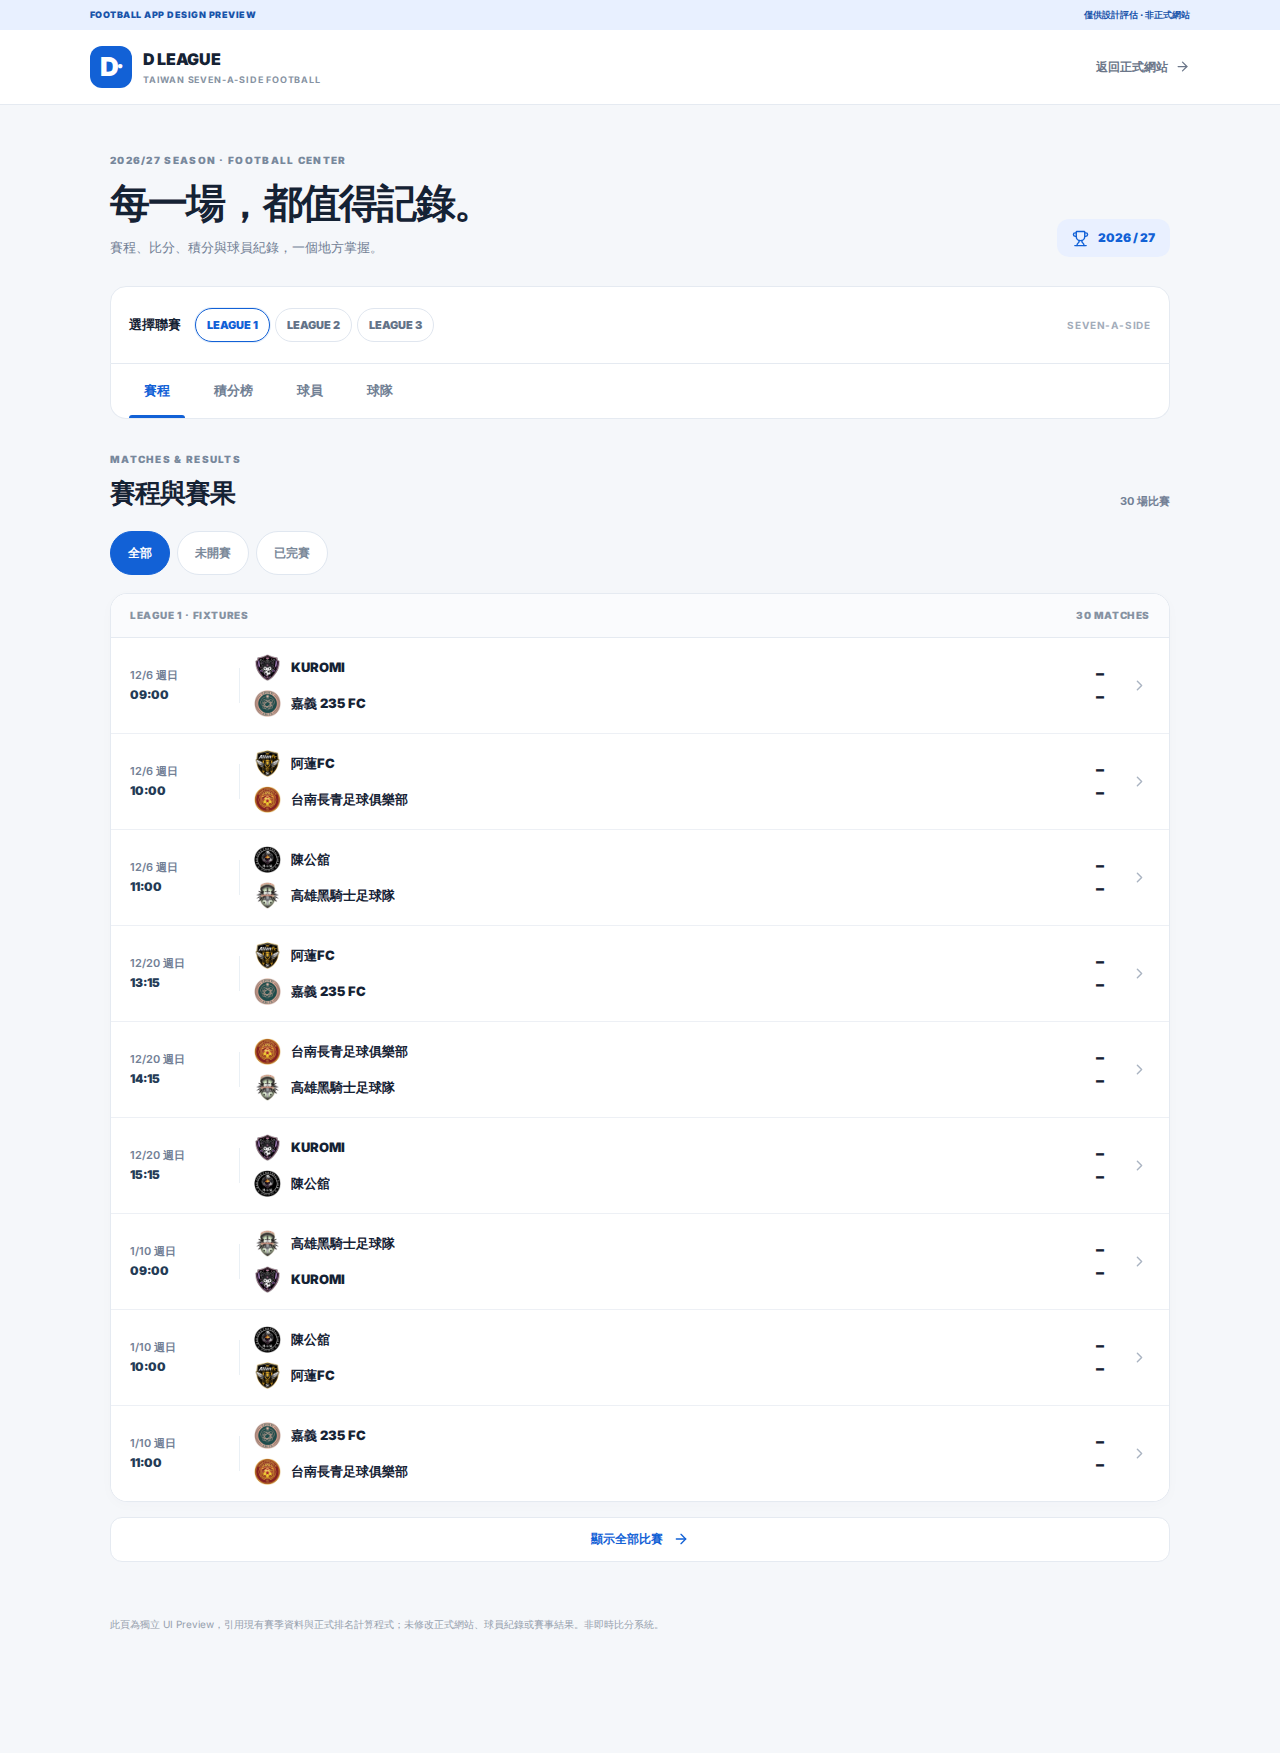 FOOTBALL APP DESIGN PREVIEW
僅供設計評估 · 非正式網站
D
D LEAGUE
TAIWAN SEVEN-A-SIDE FOOTBALL
返回正式網站
2026/27 SEASON · FOOTBALL CENTER
每一場，都值得記錄。
賽程、比分、積分與球員紀錄，一個地方掌握。
2026 / 27
選擇聯賽
LEAGUE 1
LEAGUE 2
LEAGUE 3
SEVEN-A-SIDE
賽程
積分榜
球員
球隊
MATCHES & RESULTS
賽程與賽果
30 場比賽
全部
未開賽
已完賽
LEAGUE 1 · FIXTURES
30 MATCHES
12/6 週日
09:00
KUROMI
嘉義 235 FC
–
–
12/6 週日
10:00
阿蓮FC
台南長青足球俱樂部
–
–
12/6 週日
11:00
陳公館
高雄黑騎士足球隊
–
–
12/20 週日
13:15
阿蓮FC
嘉義 235 FC
–
–
12/20 週日
14:15
台南長青足球俱樂部
高雄黑騎士足球隊
–
–
12/20 週日
15:15
KUROMI
陳公館
–
–
1/10 週日
09:00
高雄黑騎士足球隊
KUROMI
–
–
1/10 週日
10:00
陳公館
阿蓮FC
–
–
1/10 週日
11:00
嘉義 235 FC
台南長青足球俱樂部
–
–
顯示全部比賽
此頁為獨立 UI Preview，引用現有賽季資料與正式排名計算程式；未修改正式網站、球員紀錄或賽事結果。非即時比分系統。